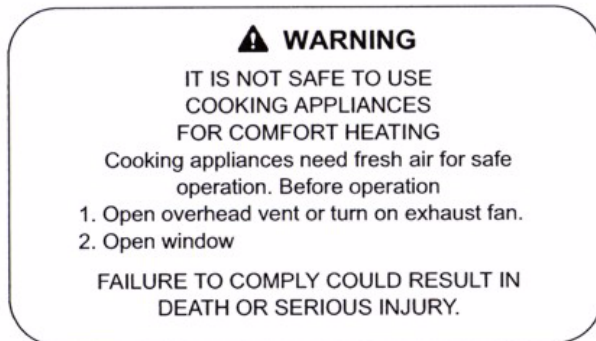 WARNING
IT IS NOT SAFE TO USE
COOKING APPLIANCES
FOR COMFORT HEATING
Cooking appliances need fresh air for safe
operation. Before operation
1. Open overhead vent or turn on exhaust fan.
2. Open window
FAILURE TO COMPLY COULD RESULT IN
DEATH OR SERIOUS INJURY.